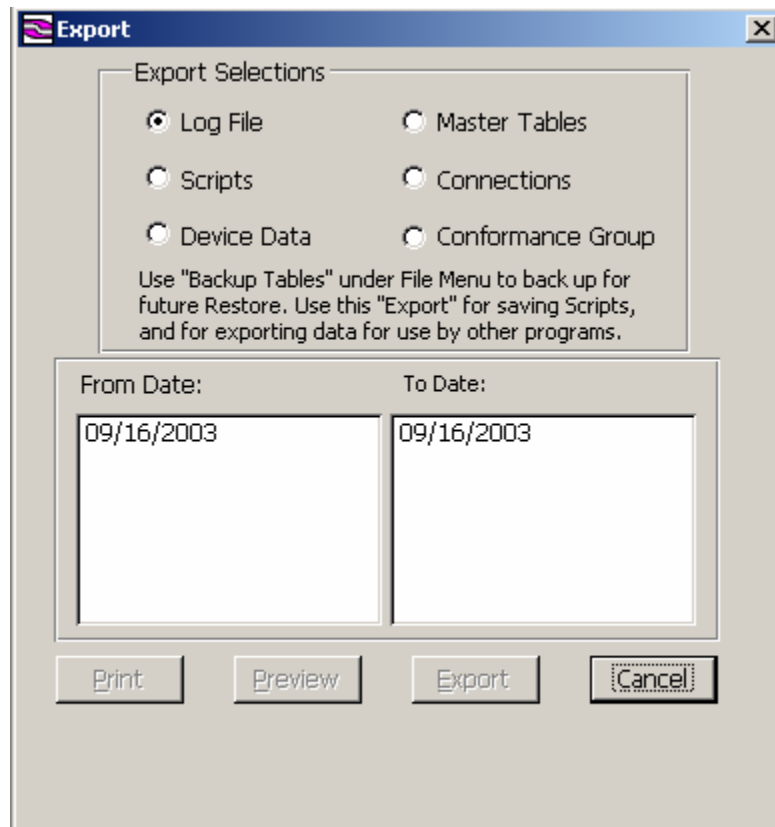 Export
Export Selections
Log File
Master Tables
Scripts
Connections
Device Data
Conformance Group
Use "Backup Tables" under File Menu to back up for
future Restore. Use this "Export" for saving Scripts,
and for exporting data for use by other programs.
From Date:
To Date:
09/16/2003
09/16/2003
Print
Preview
Export
Cancel